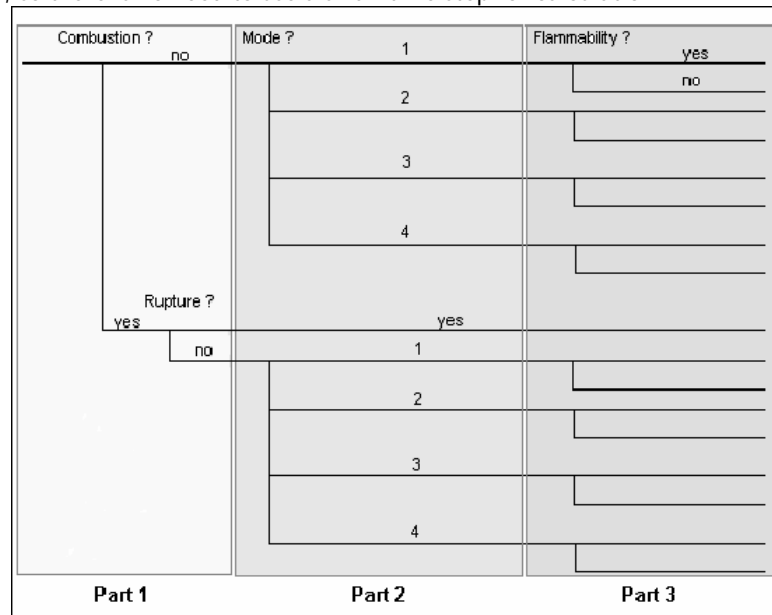 Combustion ? Mode ? 1 Flammability ?
no yes
no
2
3
4
Rupture ?
yes yes
no 1
2
3
4
Part 1 Part 2 Part 3